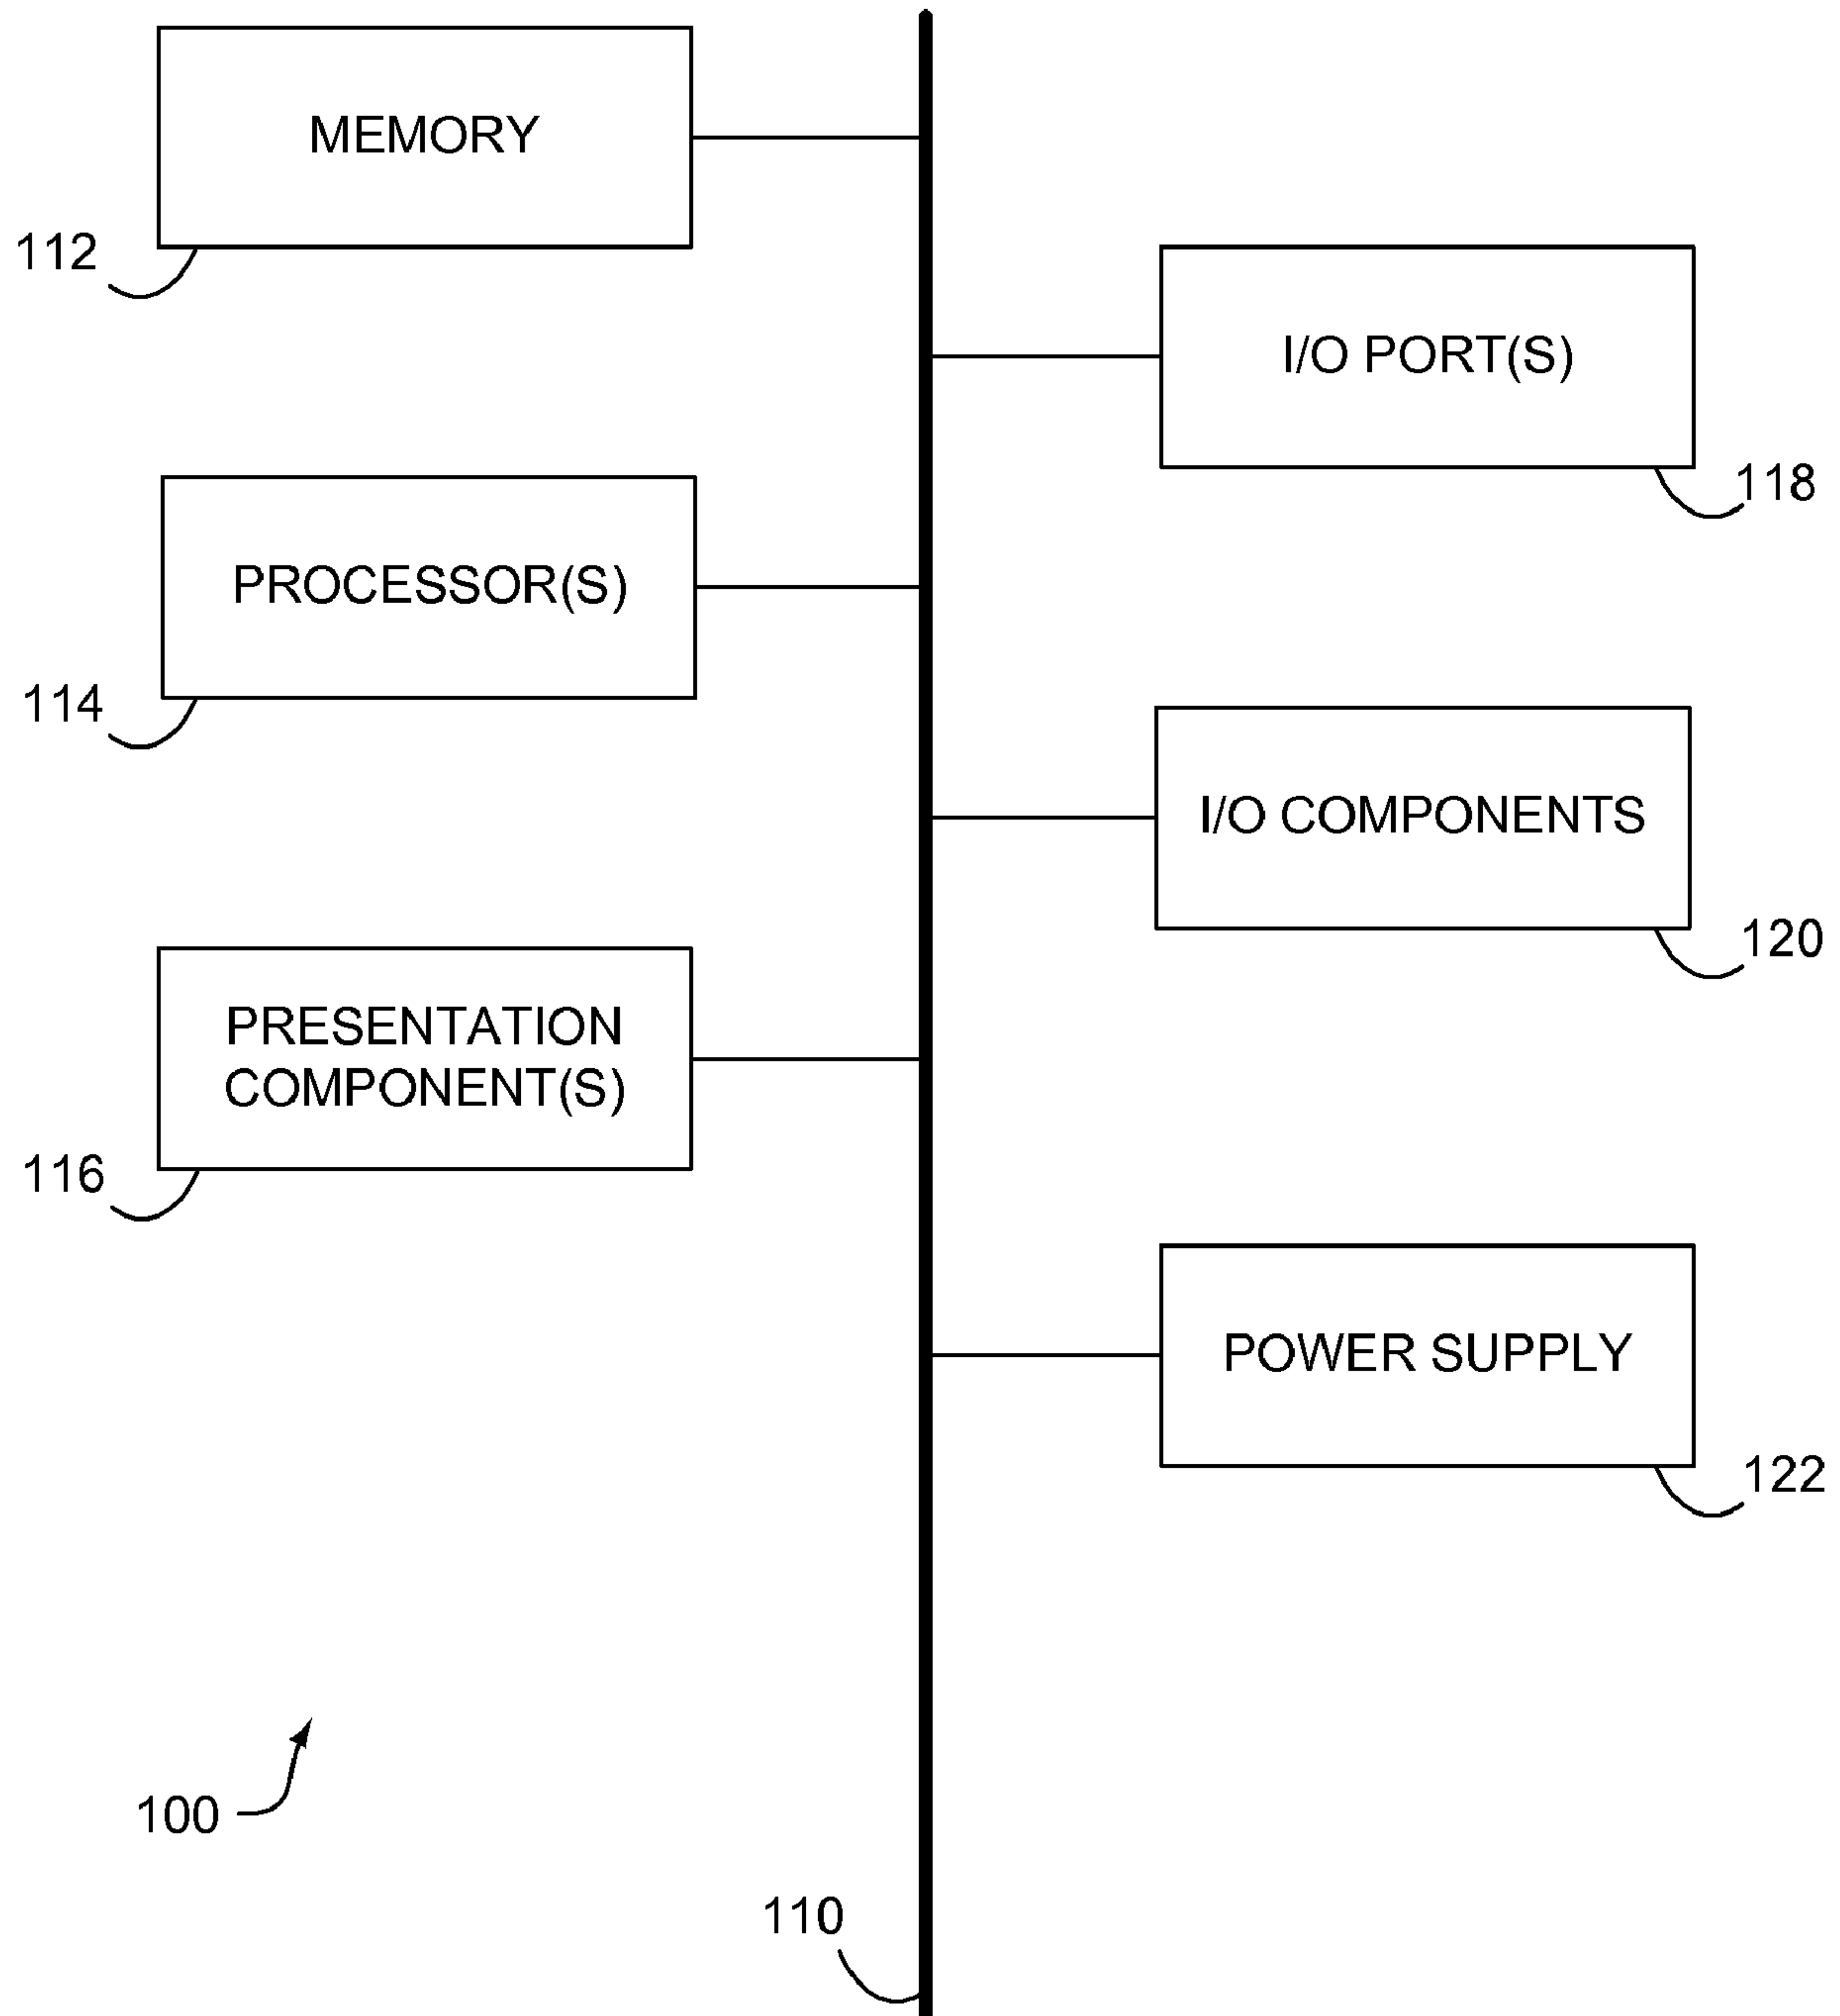 MEMORY
112
I/O PORT(S)
118
PROCESSOR(S)
114
I/O COMPONENTS
120
PRESENTATION
COMPONENT(S)
116
POWER SUPPLY
122
100
110